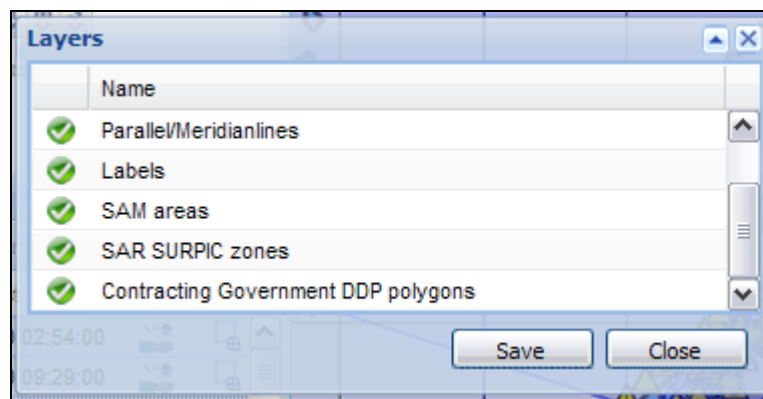 Layers
Name
Parallel/Meridianlines
Labels
SAM areas
SAR SURPIC zones
Contracting Government DDP polygons
02:54:00
Save Close
09:29:00